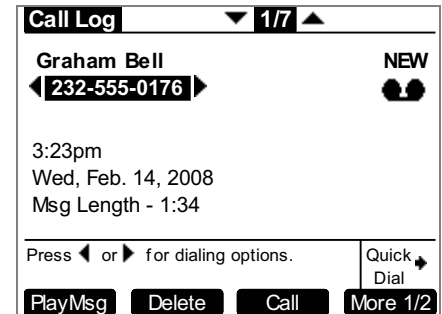 Call Log 1/7
Graham Bell NEW
232-555-0176
3:23pm
Wed, Feb. 14, 2008
Msg Length - 1:34
Press or for dialing options. Quick
Dial
PlayMsg Delete Call More 1/2